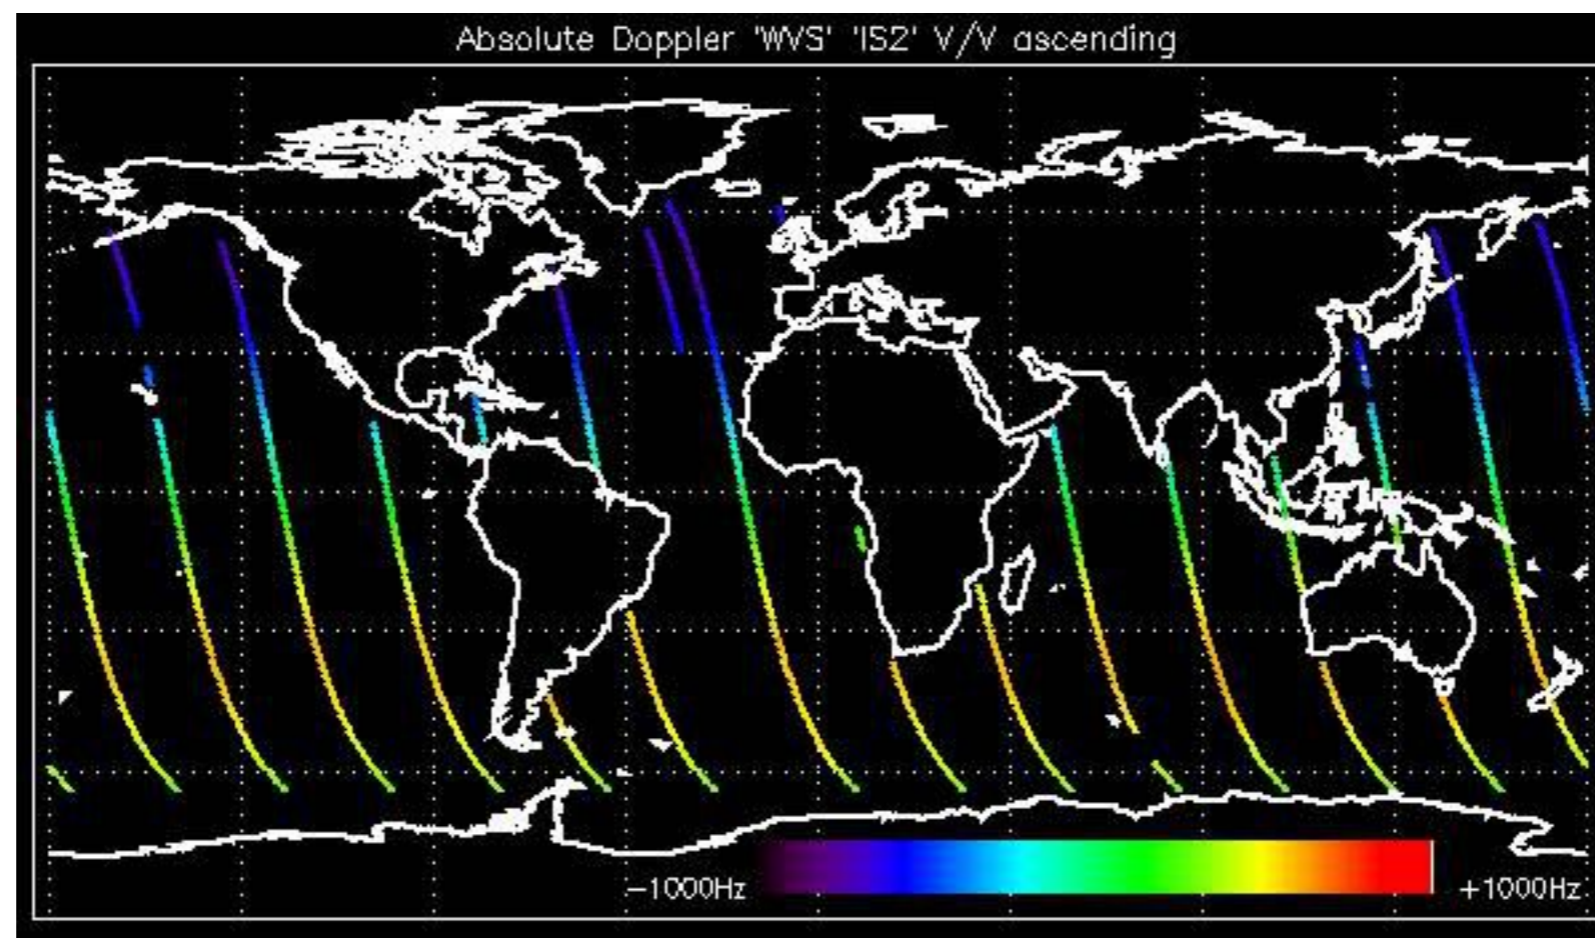 Absolute Doppler 'WVS' 'IS2' V/V ascending
−1000Hz +1000Hz